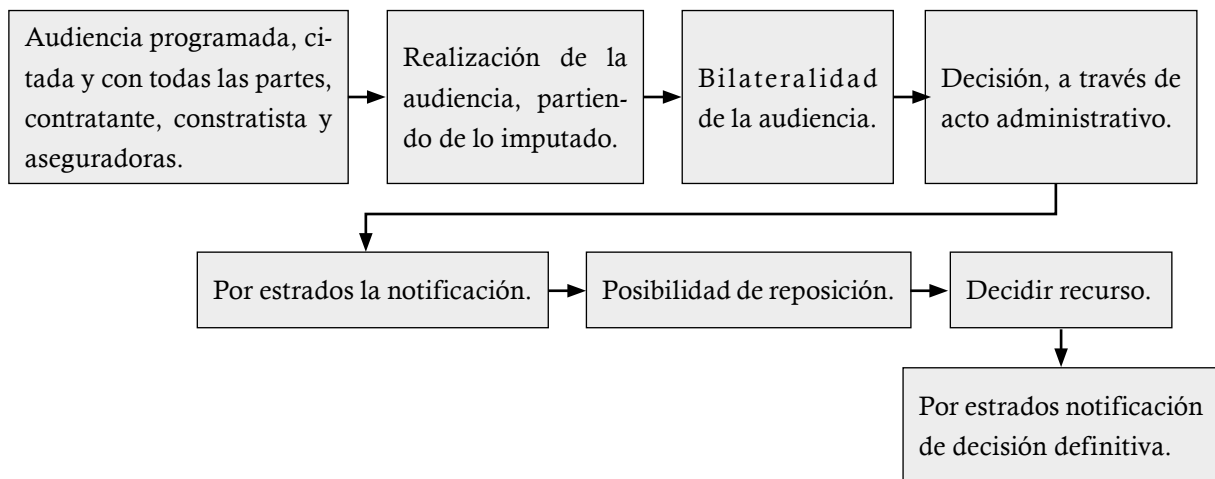 Audiencia programada, ci-
tada y con todas las partes,
contratante, constratista y
aseguradoras.
Realización de la
audiencia, partien-
do de lo imputado.
Bilateralidad
de la audiencia.
Decisión, a través de
acto administrativo.
Por estrados la notificación.
Posibilidad de reposición.
Decidir recurso.
Por estrados notificación
de decisión definitiva.